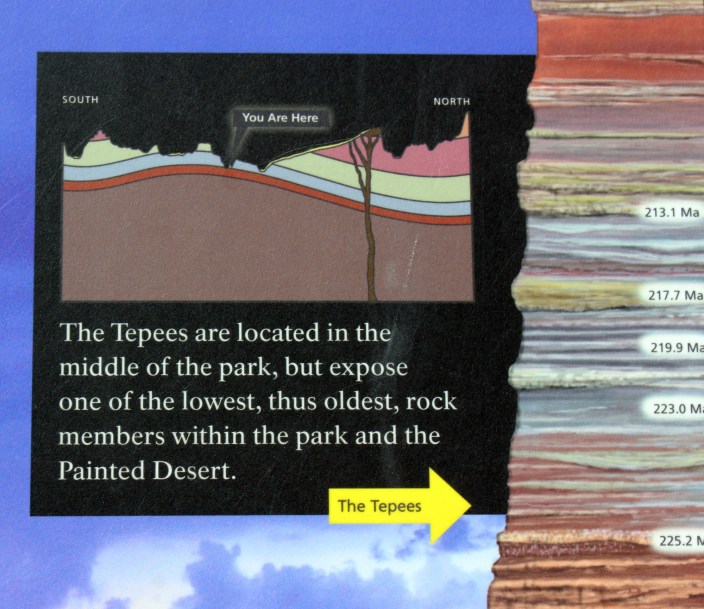 SOUTH
NORTH
You Are Here
The Tepees are located in the
middle of the park, but expose
one of the lowest, thus oldest, rock
members within the park and the
Painted Desert.
The Tepees
213.1 Ma
217.7 Ma
219.9 Ma
223.0 Ma
225.2 M